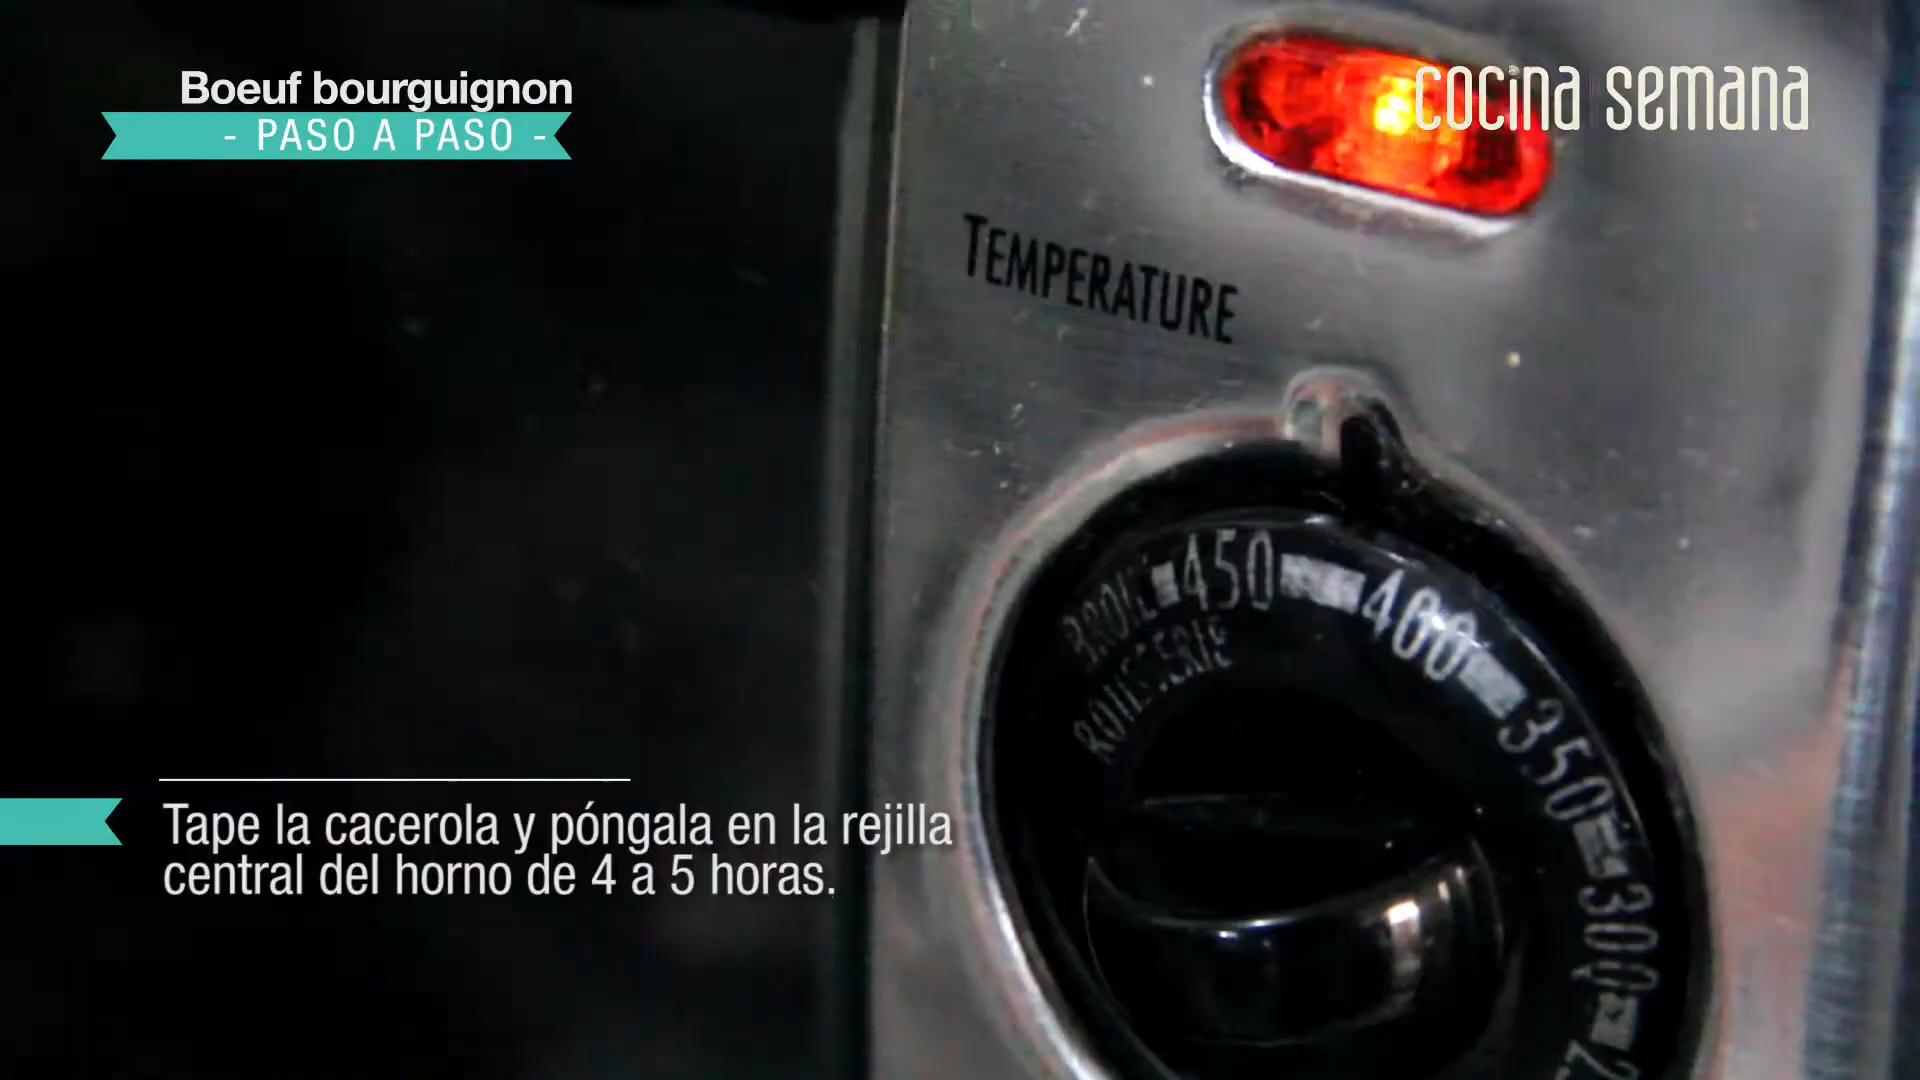 Boeuf bourguignon
- PASO A PASO -
cocina semana
TEMPERATURE
BROIL 450 400 350 300
ROTISSERIE
Tape la cacerola y póngala en la rejilla
central del horno de 4 a 5 horas.